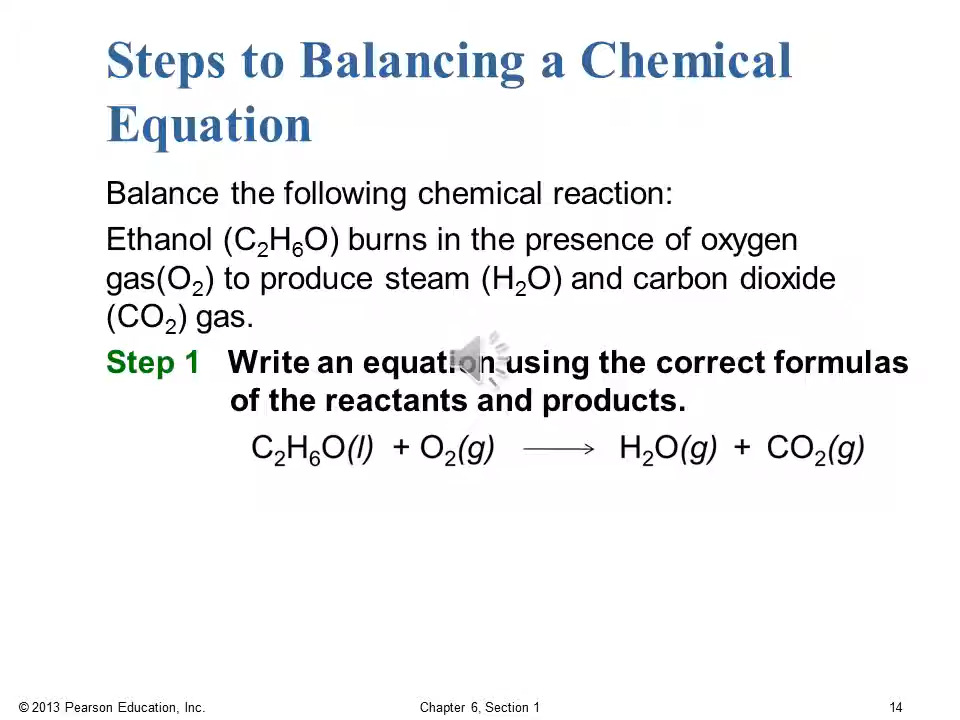 Steps to Balancing a Chemical
Equation
Balance the following chemical reaction:
Ethanol (C₂H₆O) burns in the presence of oxygen
gas(O₂) to produce steam (H₂O) and carbon dioxide
(CO₂) gas.
Step 1 Write an equation using the correct formulas
of the reactants and products.
C₂H₆O(l) + O₂(g) ⟶ H₂O(g) + CO₂(g)
© 2013 Pearson Education, Inc. Chapter 6, Section 1 14